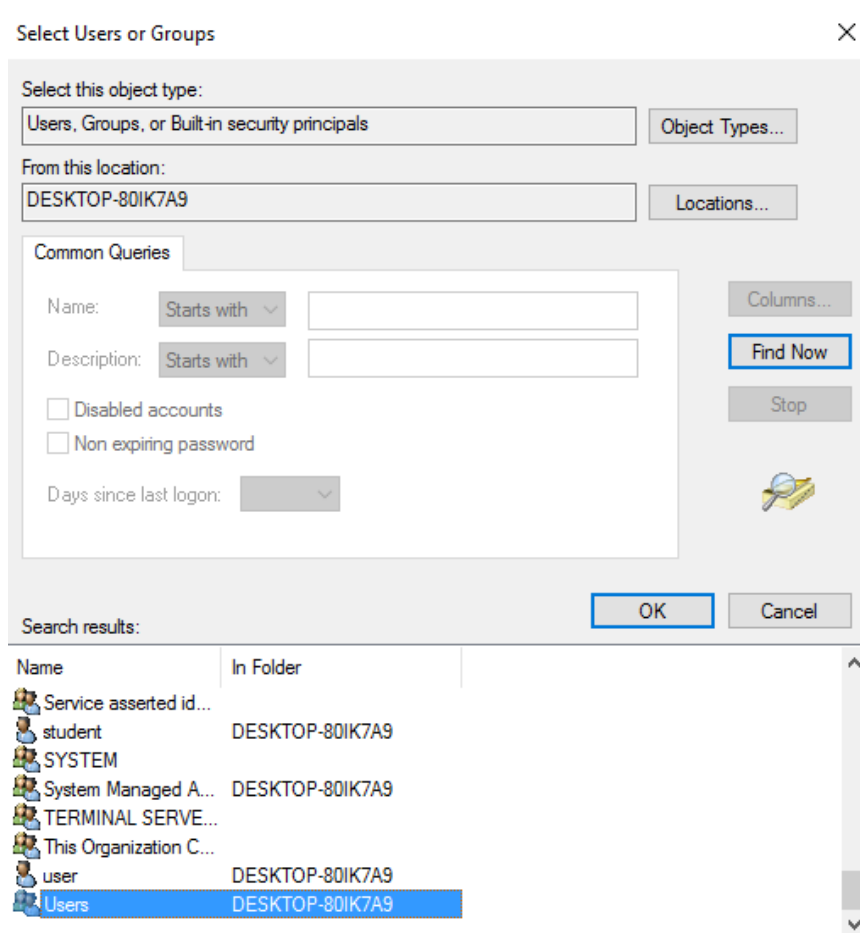 Select Users or Groups
Select this object type:
Users, Groups, or Built-in security principals
Object Types...
From this location:
DESKTOP-80IK7A9
Locations...
Common Queries
Name: Starts with
Columns...
Description: Starts with
Find Now
Disabled accounts
Stop
Non expiring password
Days since last logon:
OK Cancel
Search results:
Name In Folder
Service asserted id...
student DESKTOP-80IK7A9
SYSTEM
System Managed A... DESKTOP-80IK7A9
TERMINAL SERVE...
This Organization C...
user DESKTOP-80IK7A9
Users DESKTOP-80IK7A9